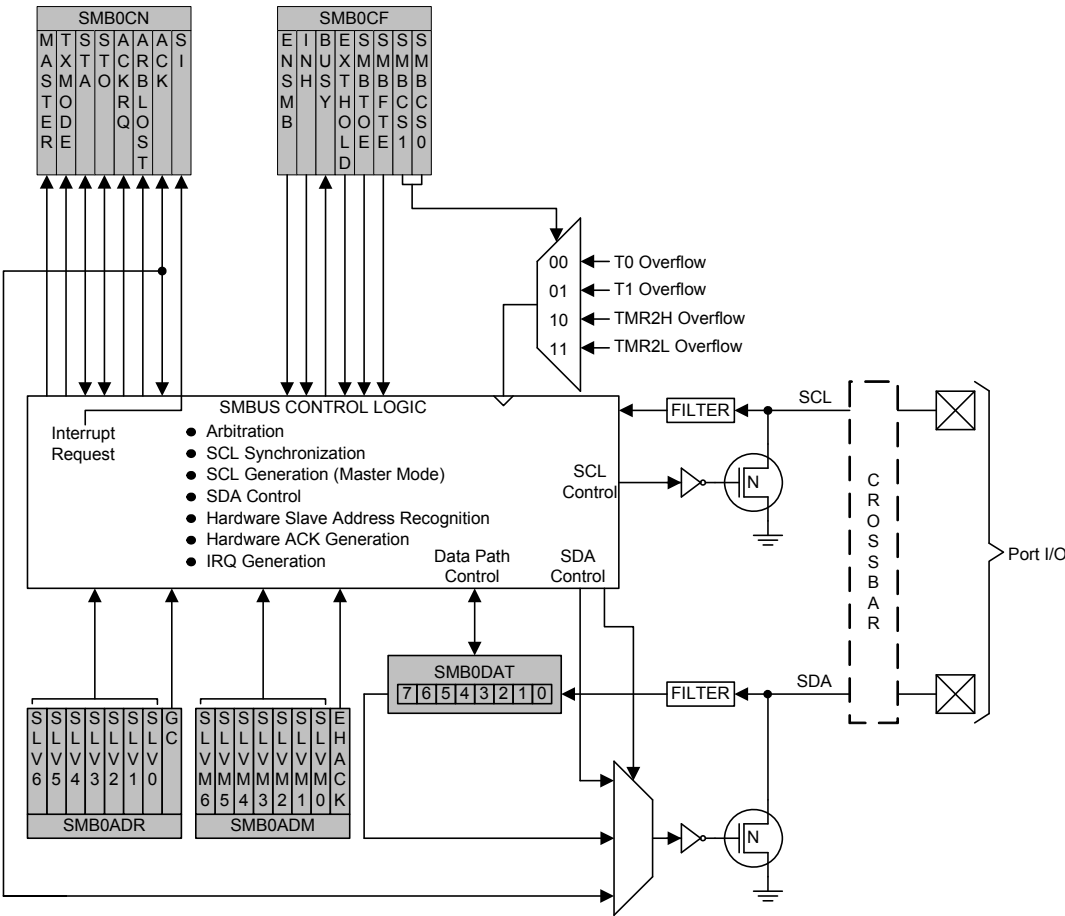 SMB0CN
MASTER
TXMODE
STA
STO
ACKRQ
ARBLOST
ACK
SI
SMB0CF
ENSMB
INH
BUSY
EXTHOLD
SMBTOE
SMBFTE
SMBCS1
SMBCS0
00
T0 Overflow
01
T1 Overflow
10
TMR2H Overflow
11
TMR2L Overflow
SMBUS CONTROL LOGIC
Interrupt
Request
● Arbitration
● SCL Synchronization
● SCL Generation (Master Mode)
● SDA Control
● Hardware Slave Address Recognition
● Hardware ACK Generation
● IRQ Generation
Data Path
Control
SDA
Control
SCL
Control
FILTER
SCL
N
CROSSBAR
Port I/O
SMB0DAT
7 6 5 4 3 2 1 0
FILTER
SDA
N
SLV6
SLV5
SLV4
SLV3
SLV2
SLV1
SLV0
GC
SMB0ADR
SLVM6
SLVM5
SLVM4
SLVM3
SLVM2
SLVM1
SLVM0
EHACK
SMB0ADM